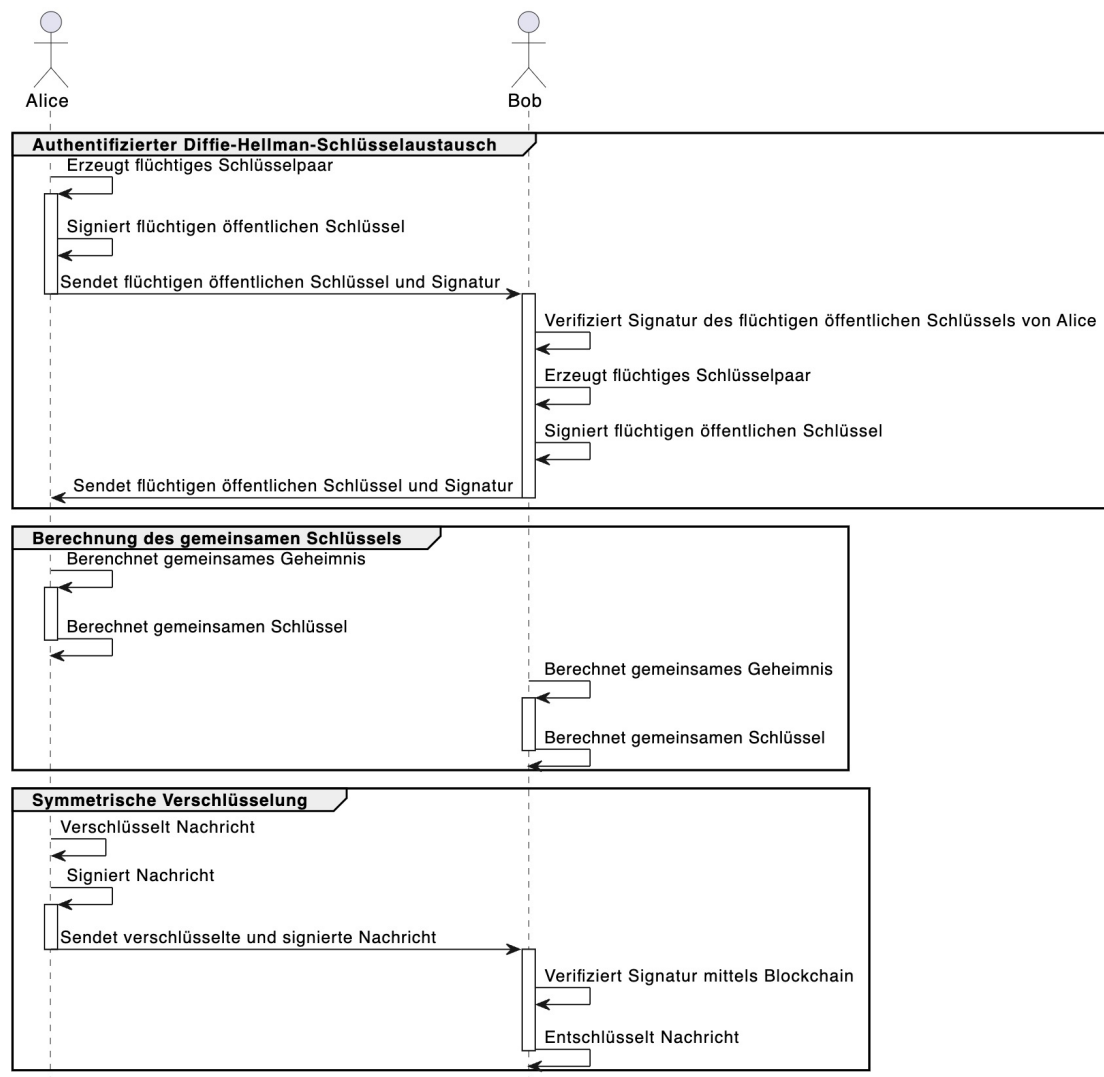 Alice
Bob
Authentifizierter Diffie-Hellman-Schlüsselaustausch
Erzeugt flüchtiges Schlüsselpaar
Signiert flüchtigen öffentlichen Schlüssel
Sendet flüchtigen öffentlichen Schlüssel und Signatur
Verifiziert Signatur des flüchtigen öffentlichen Schlüssels von Alice
Erzeugt flüchtiges Schlüsselpaar
Signiert flüchtigen öffentlichen Schlüssel
Sendet flüchtigen öffentlichen Schlüssel und Signatur
Berechnung des gemeinsamen Schlüssels
Berenchnet gemeinsames Geheimnis
Berechnet gemeinsamen Schlüssel
Berechnet gemeinsames Geheimnis
Berechnet gemeinsamen Schlüssel
Symmetrische Verschlüsselung
Verschlüsselt Nachricht
Signiert Nachricht
Sendet verschlüsselte und signierte Nachricht
Verifiziert Signatur mittels Blockchain
Entschlüsselt Nachricht